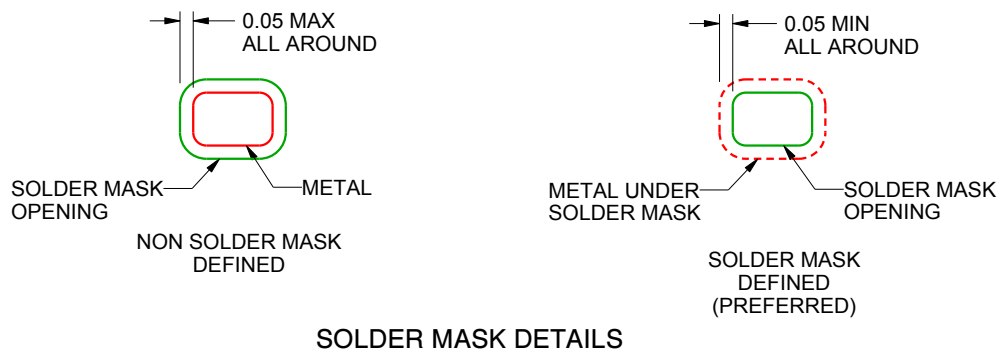 0.05 MAX
ALL AROUND
SOLDER MASK
OPENING
METAL
NON SOLDER MASK
DEFINED
0.05 MIN
ALL AROUND
METAL UNDER
SOLDER MASK
SOLDER MASK
OPENING
SOLDER MASK
DEFINED
(PREFERRED)
SOLDER MASK DETAILS